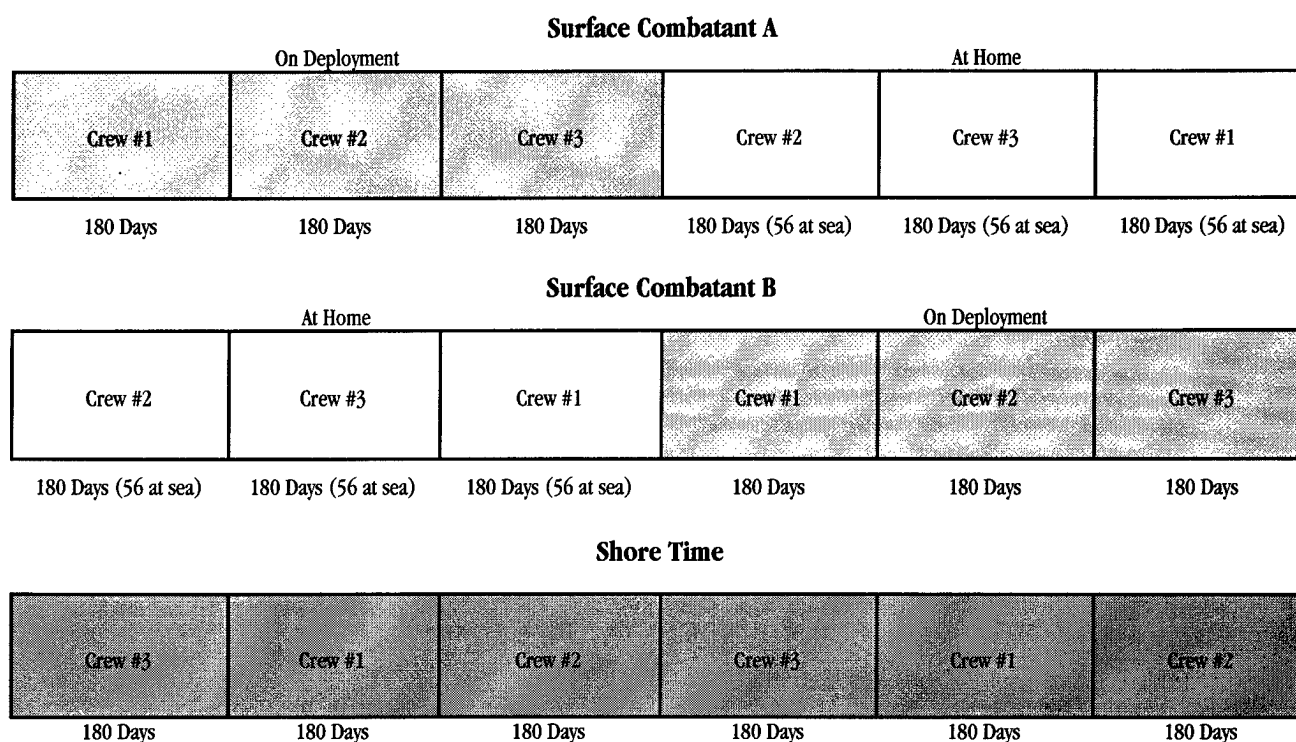 Surface Combatant A
On Deployment At Home
Crew #1 Crew #2 Crew #3 Crew #2 Crew #3 Crew #1
180 Days 180 Days 180 Days 180 Days (56 at sea) 180 Days (56 at sea) 180 Days (56 at sea)
Surface Combatant B
At Home On Deployment
Crew #2 Crew #3 Crew #1 Crew #1 Crew #2 Crew #3
180 Days (56 at sea) 180 Days (56 at sea) 180 Days (56 at sea) 180 Days 180 Days 180 Days
Shore Time
Crew #3 Crew #1 Crew #2 Crew #3 Crew #1 Crew #2
180 Days 180 Days 180 Days 180 Days 180 Days 180 Days